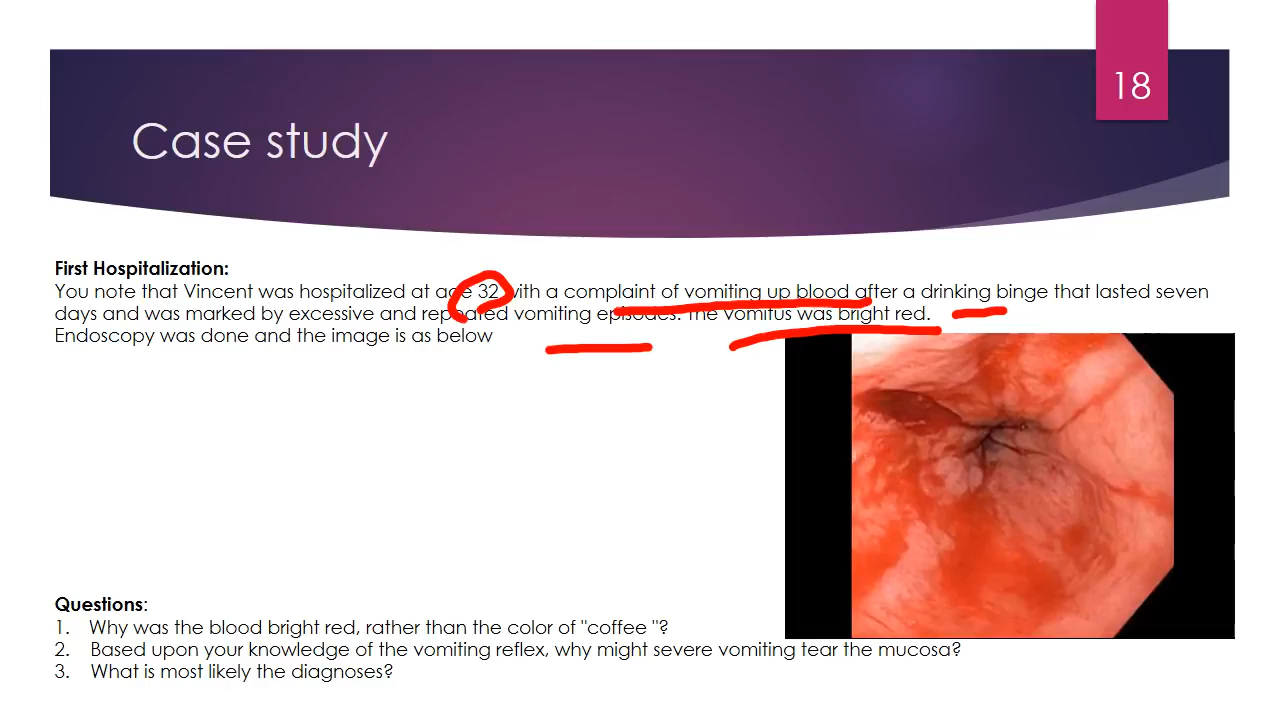 18
Case study
First Hospitalization:
You note that Vincent was hospitalized at age 32 with a complaint of vomiting up blood after a drinking binge that lasted seven
days and was marked by excessive and repeated vomiting episodes. The vomitus was bright red.
Endoscopy was done and the image is as below
Questions:
1. Why was the blood bright red, rather than the color of "coffee "?
2. Based upon your knowledge of the vomiting reflex, why might severe vomiting tear the mucosa?
3. What is most likely the diagnoses?